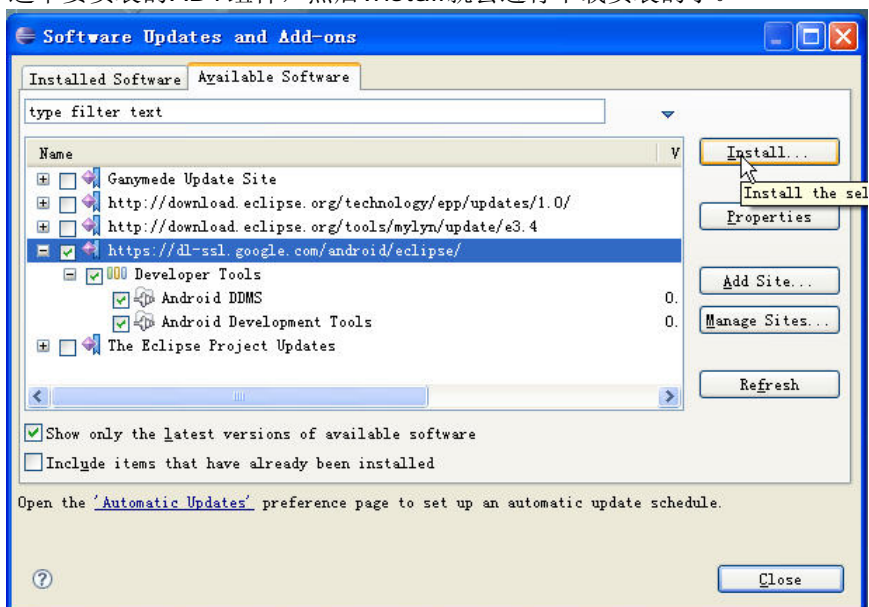 Software Updates and Add-ons
Installed Software
Available Software
type filter text
Name
V
Install...
Ganymede Update Site
Install the sel
http://download.eclipse.org/technology/epp/updates/1.0/
Properties
http://download.eclipse.org/tools/mylyn/update/e3.4
https://dl-ssl.google.com/android/eclipse/
Developer Tools
Add Site...
Android DDMS
0.
Android Development Tools
0.
Manage Sites...
The Eclipse Project Updates
Refresh
Show only the latest versions of available software
Include items that have already been installed
Open the 'Automatic Updates' preference page to set up an automatic update schedule.
Close